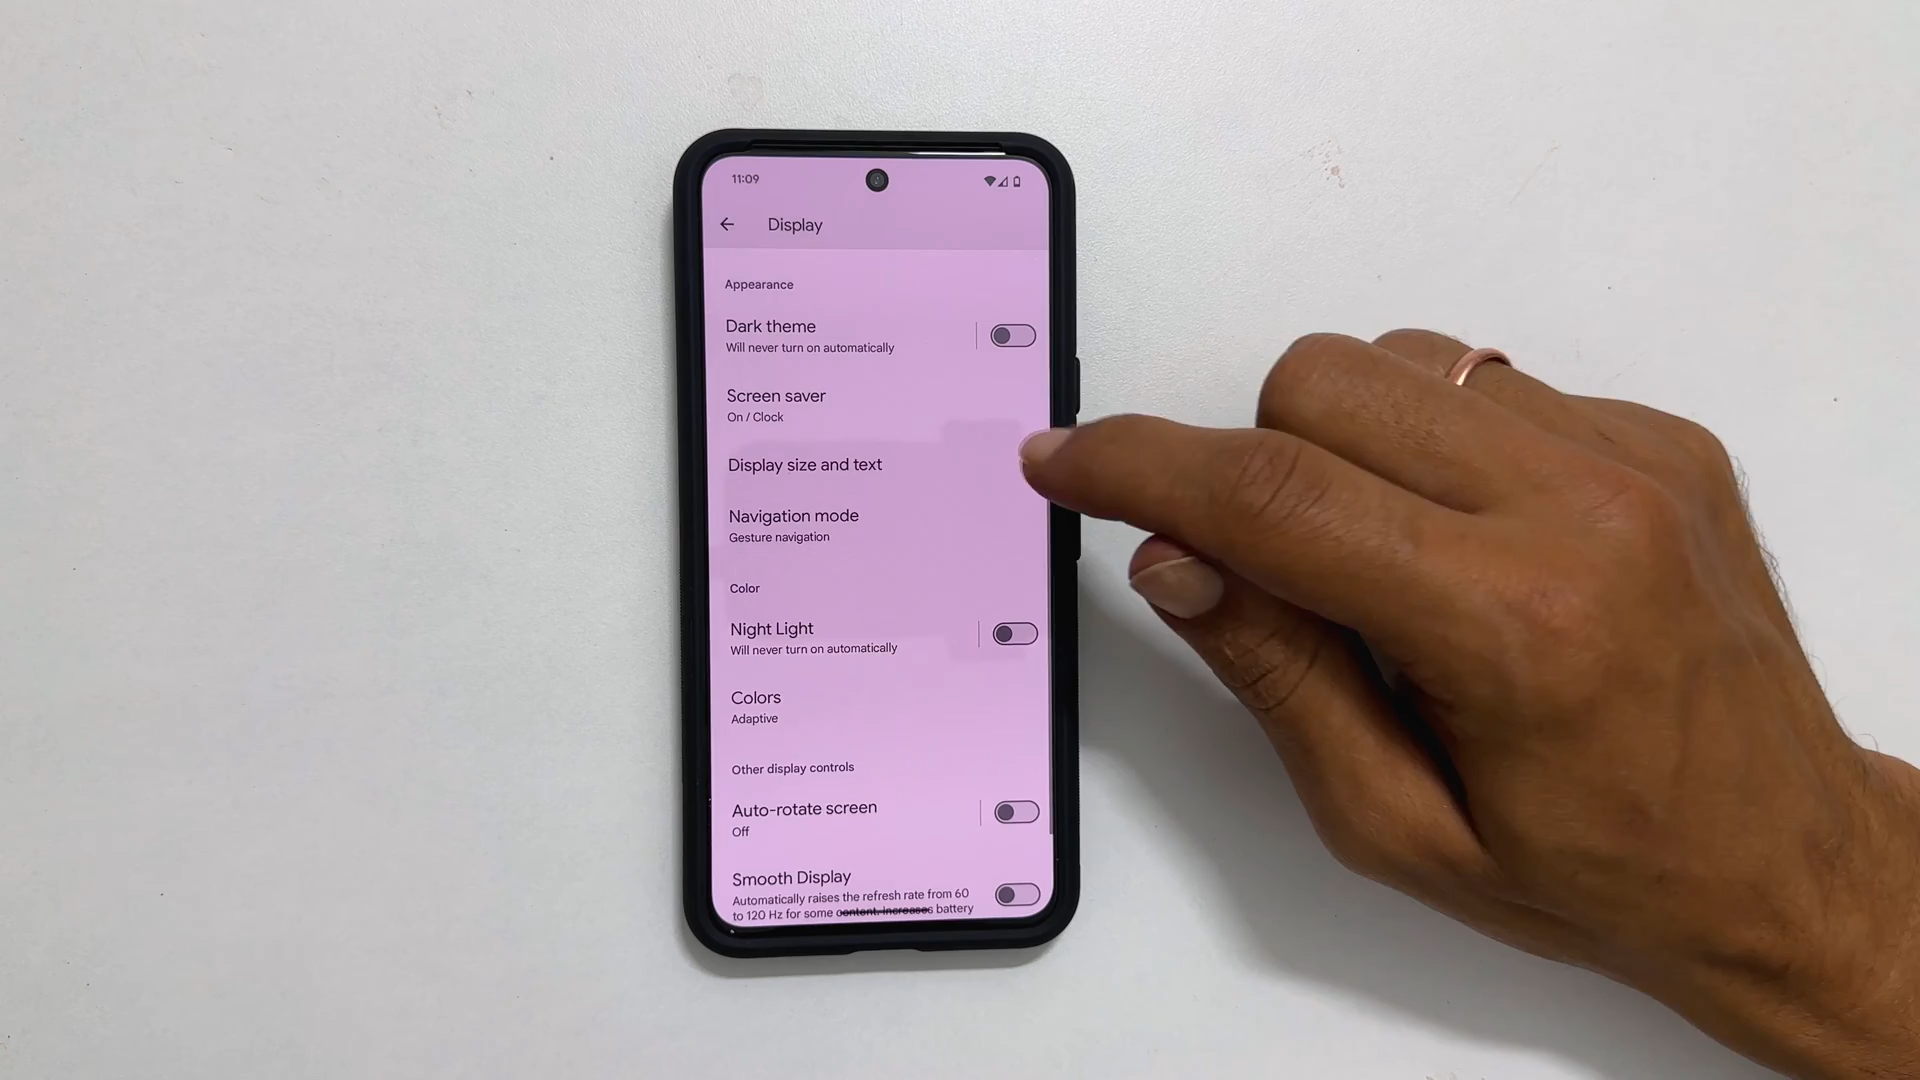 11:09
Display
Appearance
Dark theme
Will never turn on automatically
Screen saver
On / Clock
Display size and text
Navigation mode
Gesture navigation
Color
Night Light
Will never turn on automatically
Colors
Adaptive
Other display controls
Auto-rotate screen
Off
Smooth Display
Automatically raises the refresh rate from 60
to 120 Hz for some content. Increases battery